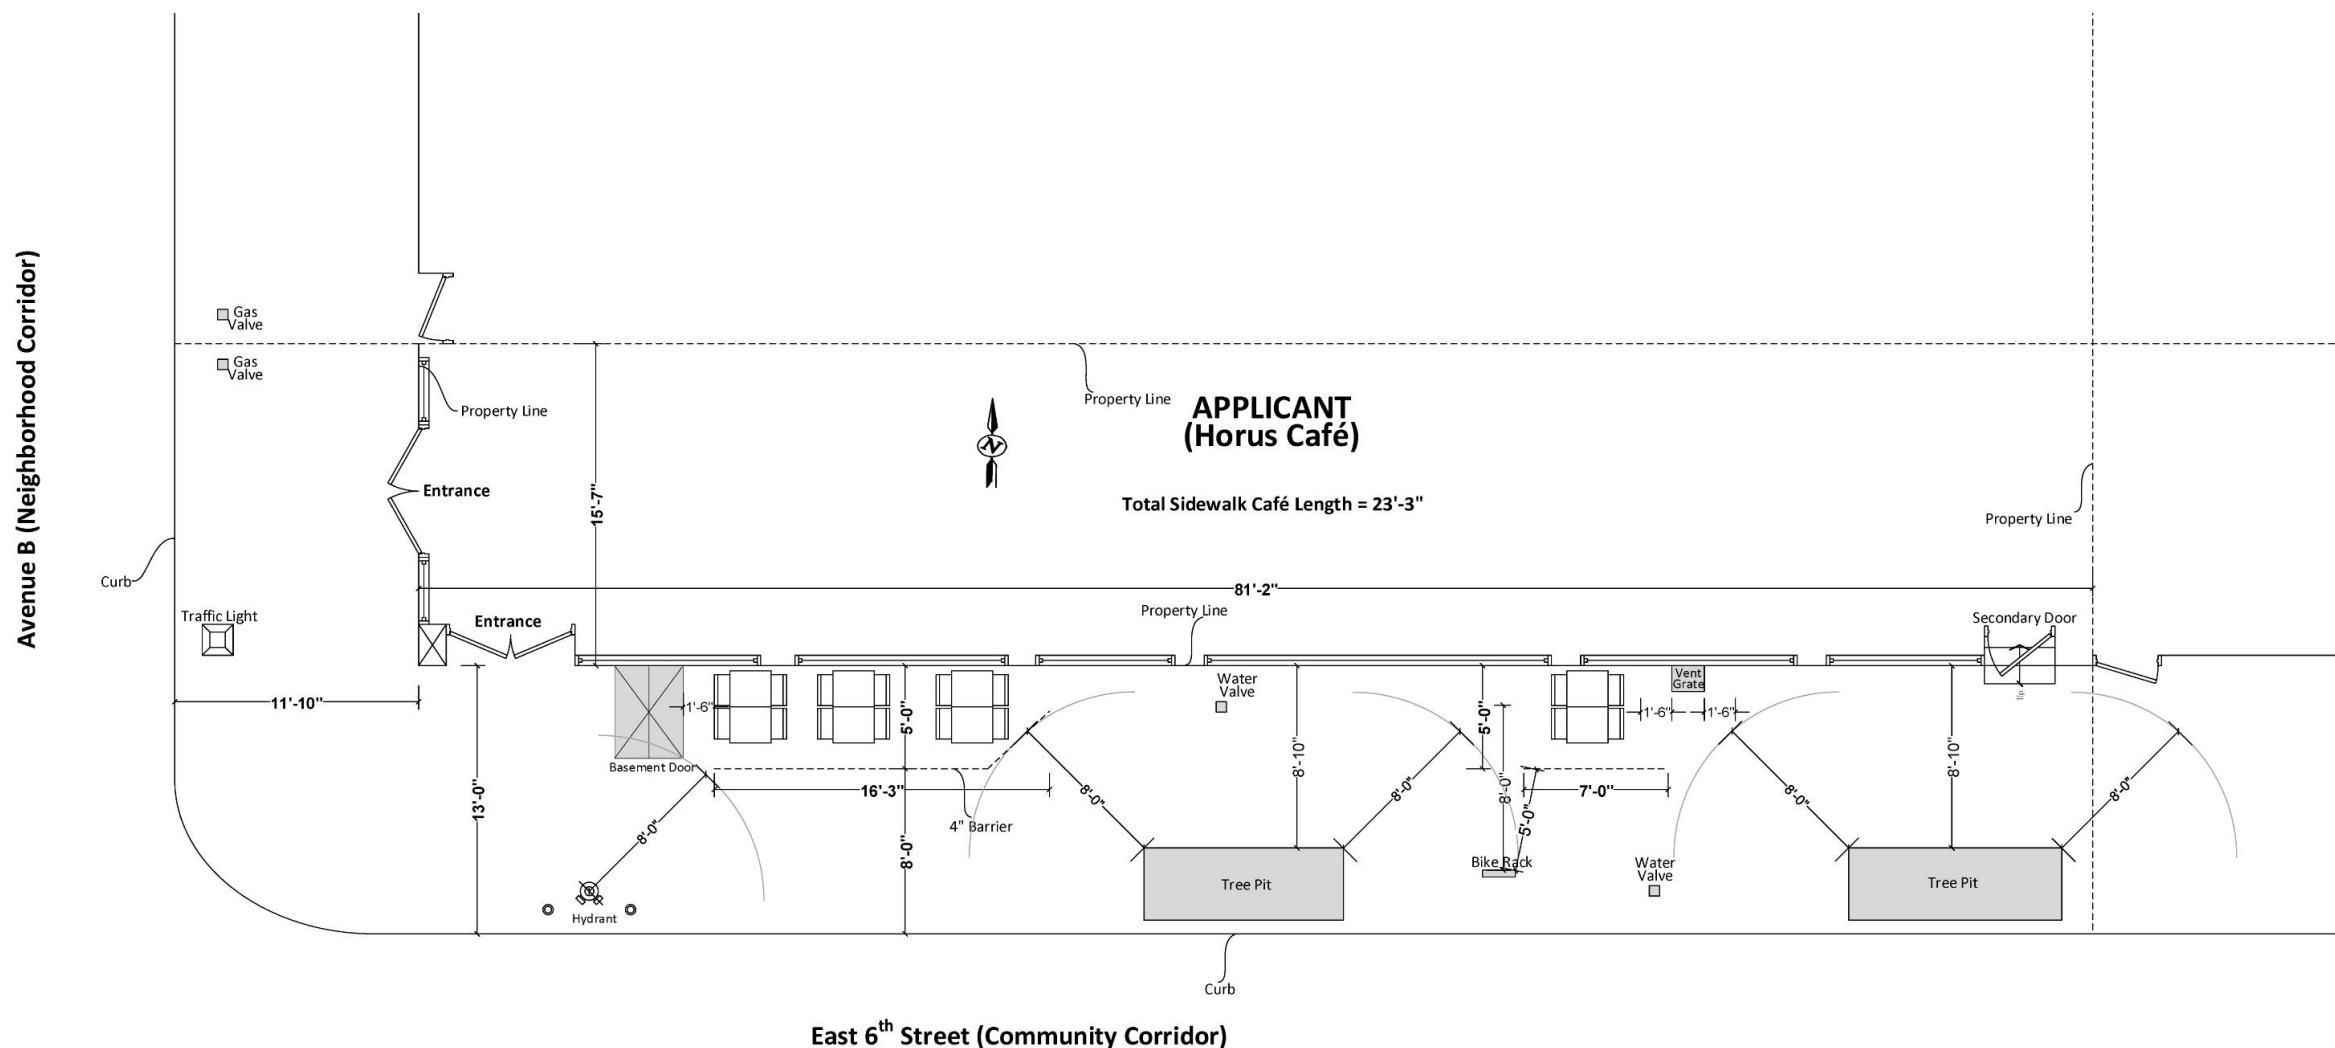 Avenue B (Neighborhood Corridor)
Gas
Valve
Gas
Valve
Property Line
Property Line
APPLICANT
(Horus Café)
N
Entrance
15'-7"
Total Sidewalk Café Length = 23'-3"
Property Line
Curb
81'-2"
Traffic Light
Entrance
Property Line
Secondary Door
11'-10"
Water
Valve
Vent
Grate
1'-6"
5'-0"
5'-0"
1'-6"
1'-6"
Basement Door
13'-0"
16'-3"
8'-0"
8'-10"
8'-0"
8'-0"
7'-0"
8'-0"
8'-10"
8'-0"
8'-0"
4" Barrier
5'-0"
8'-0"
Bike Rack
Water
Valve
Tree Pit
Tree Pit
Hydrant
Curb
East 6th Street (Community Corridor)